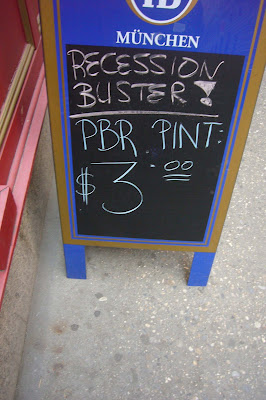 MÜNCHEN
RECESSION
BUSTER!
PBR PINT:
$3.00